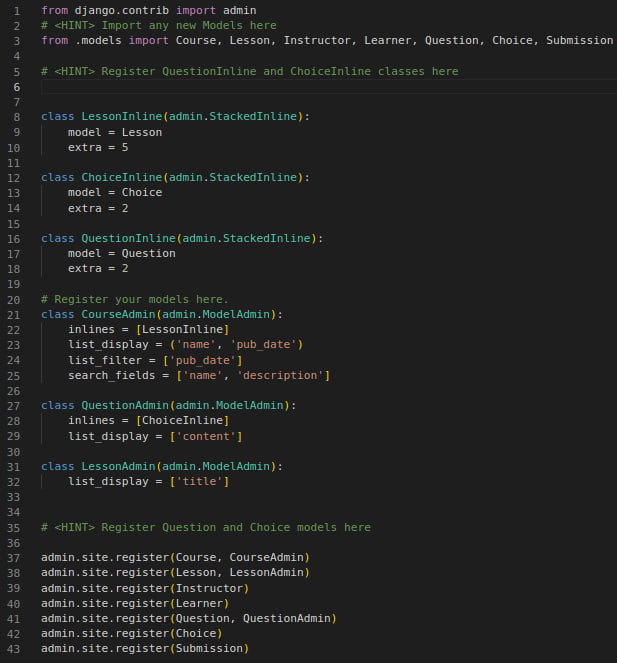 1 from django.contrib import admin
2 # <HINT> Import any new Models here
3 from .models import Course, Lesson, Instructor, Learner, Question, Choice, Submission
4
5 # <HINT> Register QuestionInline and ChoiceInline classes here
6
7
8 class LessonInline(admin.StackedInline):
9     model = Lesson
10     extra = 5
11
12 class ChoiceInline(admin.StackedInline):
13     model = Choice
14     extra = 2
15
16 class QuestionInline(admin.StackedInline):
17     model = Question
18     extra = 2
19
20 # Register your models here.
21 class CourseAdmin(admin.ModelAdmin):
22     inlines = [LessonInline]
23     list_display = ('name', 'pub_date')
24     list_filter = ['pub_date']
25     search_fields = ['name', 'description']
26
27 class QuestionAdmin(admin.ModelAdmin):
28     inlines = [ChoiceInline]
29     list_display = ['content']
30
31 class LessonAdmin(admin.ModelAdmin):
32     list_display = ['title']
33
34
35 # <HINT> Register Question and Choice models here
36
37 admin.site.register(Course, CourseAdmin)
38 admin.site.register(Lesson, LessonAdmin)
39 admin.site.register(Instructor)
40 admin.site.register(Learner)
41 admin.site.register(Question, QuestionAdmin)
42 admin.site.register(Choice)
43 admin.site.register(Submission)